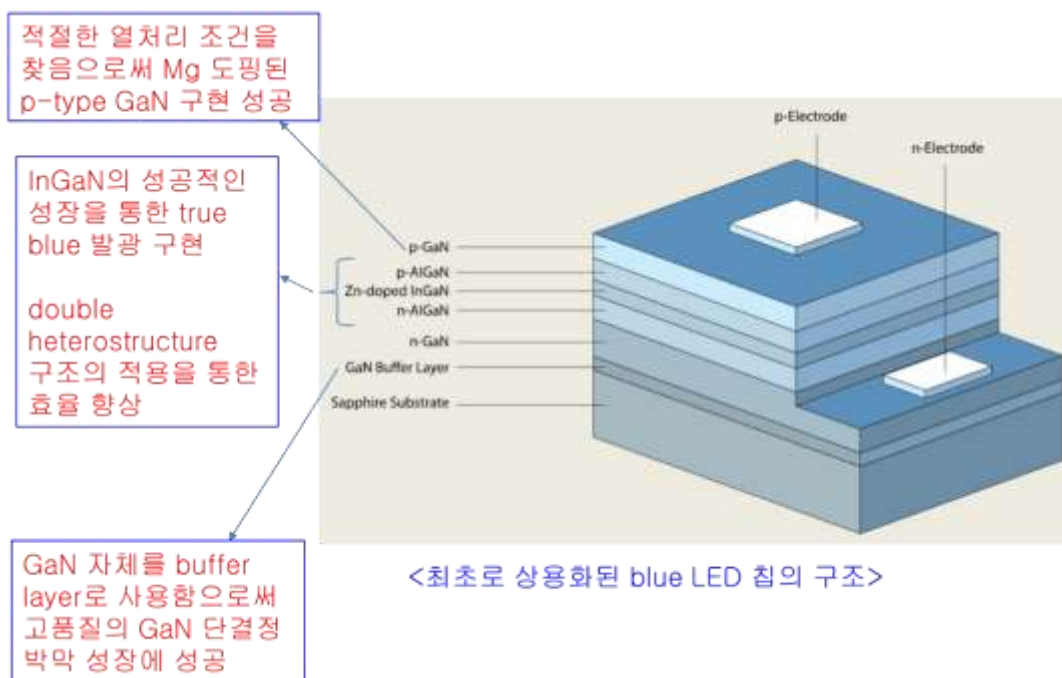 적절한 열처리 조건을
찾음으로써 Mg 도핑된
p-type GaN 구현 성공
InGaN의 성공적인
성장을 통한 true
blue 발광 구현
double
heterostructure
구조의 적용을 통한
효율 향상
GaN 자체를 buffer
layer로 사용함으로써
고품질의 GaN 단결정
박막 성장에 성공
p-Electrode
n-Electrode
p-GaN
p-AlGaN
Zn-doped InGaN
n-AlGaN
n-GaN
GaN Buffer Layer
Sapphire Substrate
<최초로 상용화된 blue LED 칩의 구조>